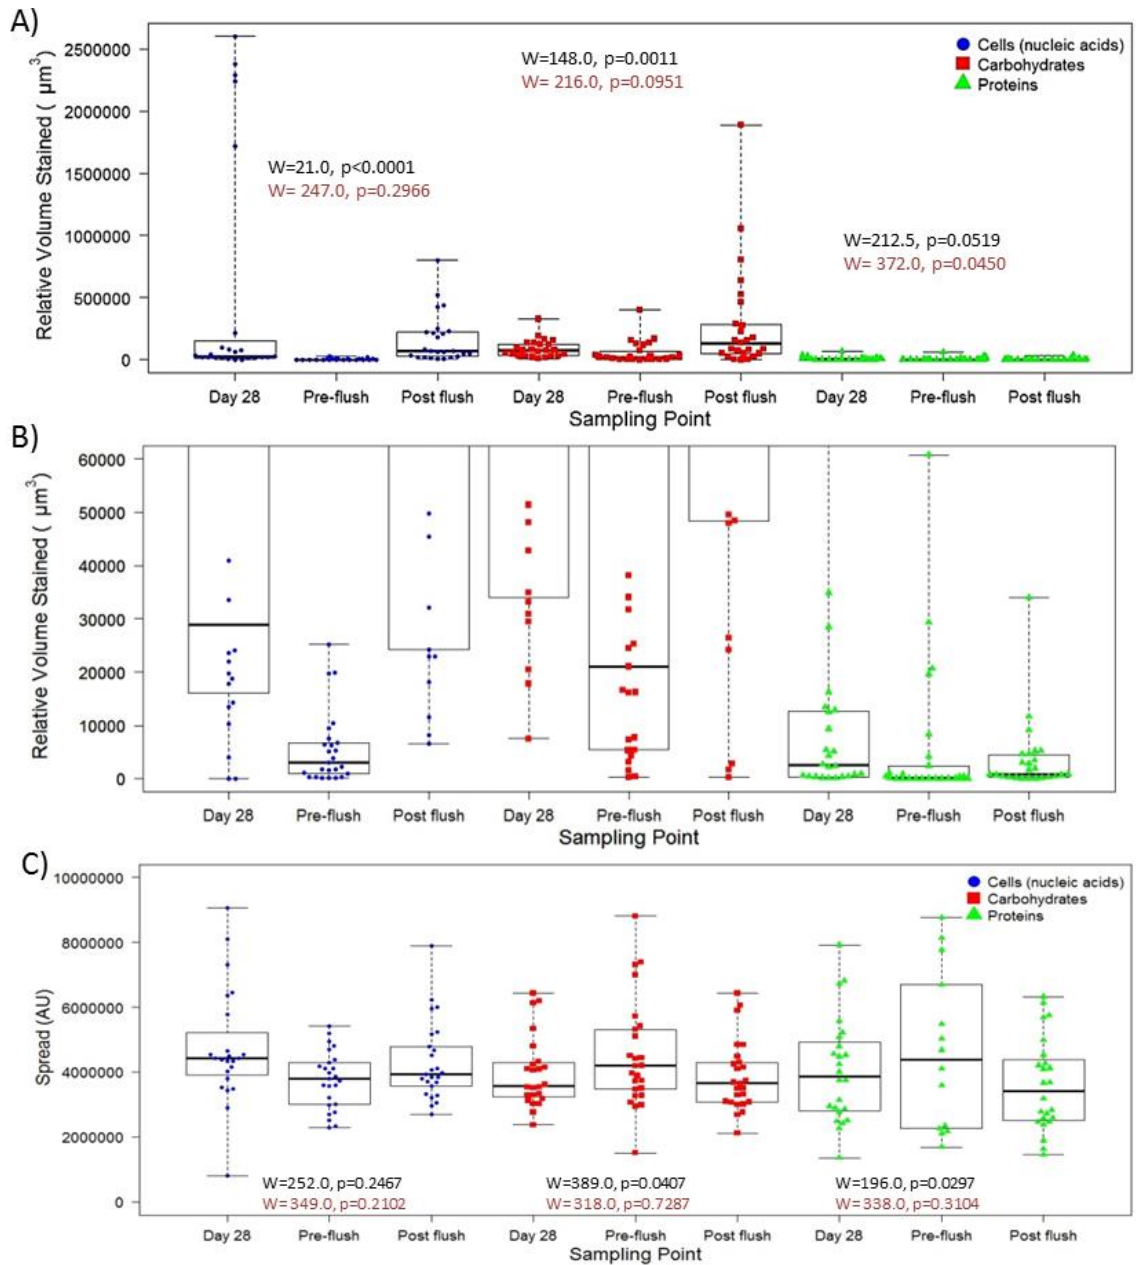 A)
Relative Volume Stained ( μm³)
2500000
2000000
1500000
1000000
500000
0
W=148.0, p=0.0011
W= 216.0, p=0.0951
Cells (nucleic acids)
Carbohydrates
Proteins
W=21.0, p<0.0001
W= 247.0, p=0.2966
W=212.5, p=0.0519
W= 372.0, p=0.0450
Day 28 Pre-flush Post flush Day 28 Pre-flush Post flush Day 28 Pre-flush Post flush
Sampling Point
B)
Relative Volume Stained ( μm³)
60000
50000
40000
30000
20000
10000
0
Day 28 Pre-flush Post flush Day 28 Pre-flush Post flush Day 28 Pre-flush Post flush
Sampling Point
C)
Spread (AU)
10000000
8000000
6000000
4000000
2000000
0
Cells (nucleic acids)
Carbohydrates
Proteins
W=252.0, p=0.2467 W=389.0, p=0.0407 W=196.0, p=0.0297
W=349.0, p=0.2102 W=318.0, p=0.7287 W=338.0, p=0.3104
Day 28 Pre-flush Post flush Day 28 Pre-flush Post flush Day 28 Pre-flush Post flush
Sampling Point